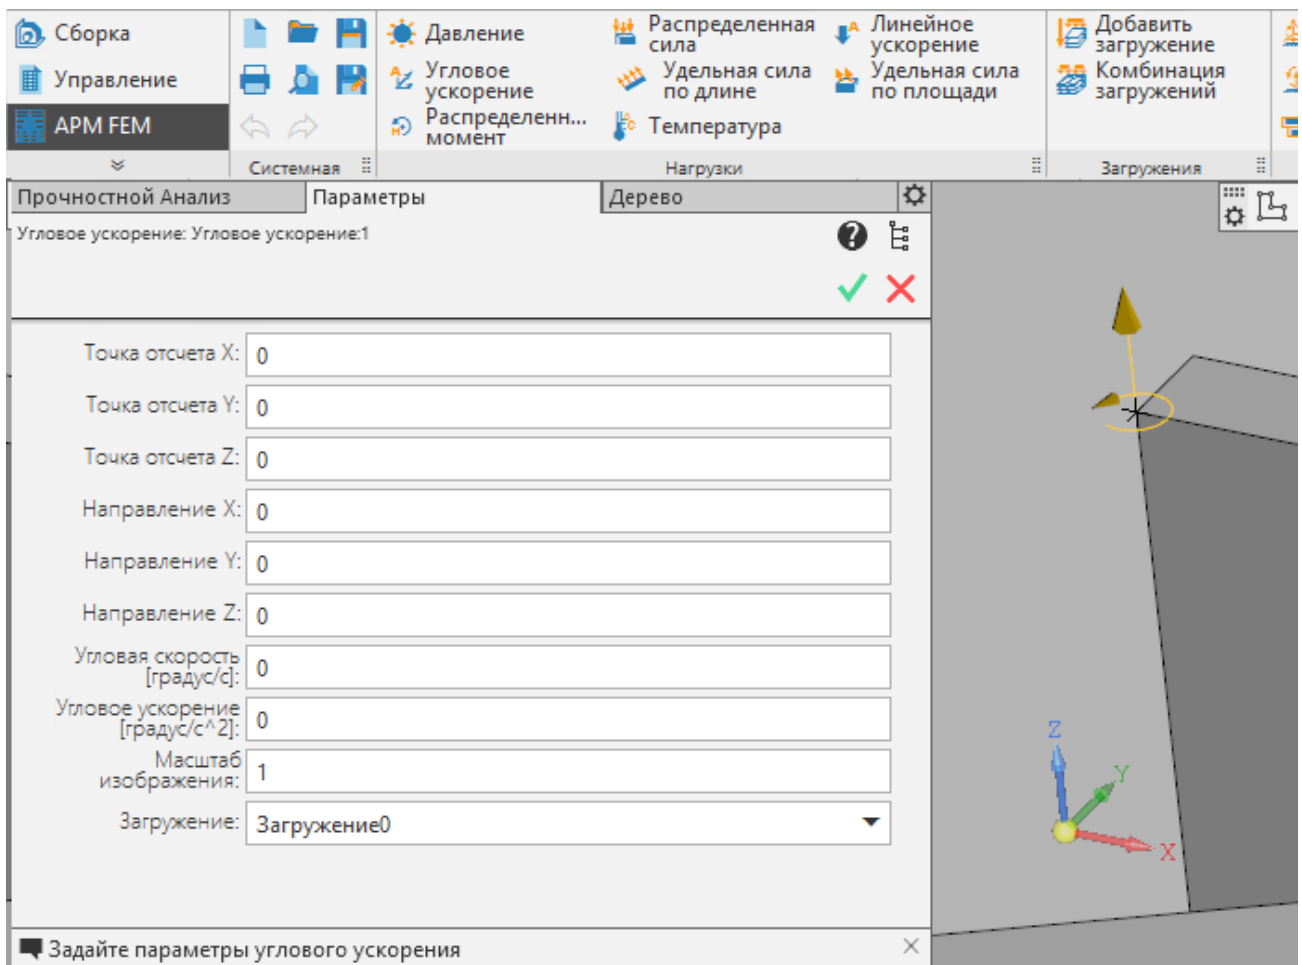 Сборка
Управление
APM FEM
Системная
Давление
Угловое
ускорение
Распределенн...
момент
Распределенная
сила
Удельная сила
по длине
Температура
Линейное
ускорение
Удельная сила
по площади
Нагрузки
Добавить
загружение
Комбинация
загружений
Загружения
Прочностной Анализ
Параметры
Дерево
Угловое ускорение: Угловое ускорение:1
Точка отсчета X: 0
Точка отсчета Y: 0
Точка отсчета Z: 0
Направление X: 0
Направление Y: 0
Направление Z: 0
Угловая скорость
[градус/с]: 0
Угловое ускорение
[градус/с^2]: 0
Масштаб
изображения: 1
Загружение: Загружение0
Задайте параметры углового ускорения
Z
Y
X